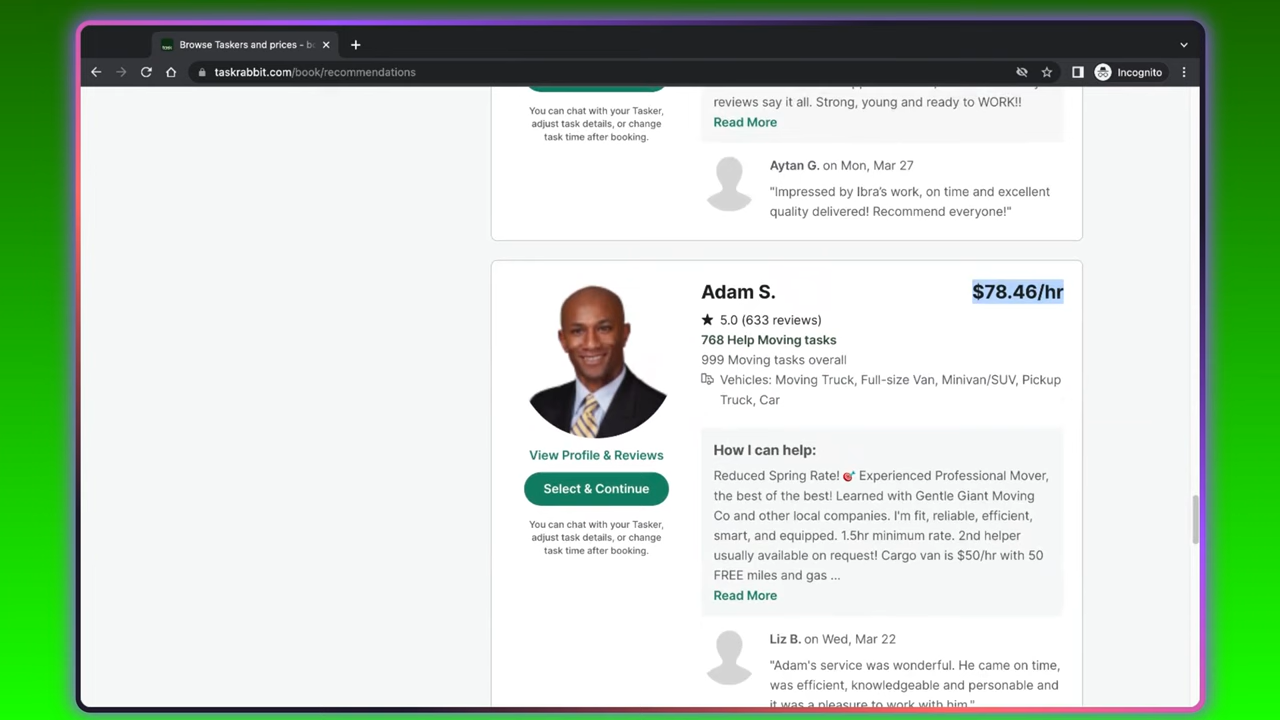 Browse Taskers and prices - b
taskrabbit.com/book/recommendations
Incognito
You can chat with your Tasker,
adjust task details, or change
task time after booking.
reviews say it all. Strong, young and ready to WORK!!
Read More
Aytan G. on Mon, Mar 27
"Impressed by Ibra's work, on time and excellent
quality delivered! Recommend everyone!"
Adam S.
$78.46/hr
★ 5.0 (633 reviews)
768 Help Moving tasks
999 Moving tasks overall
Vehicles: Moving Truck, Full-size Van, Minivan/SUV, Pickup
Truck, Car
View Profile & Reviews
Select & Continue
You can chat with your Tasker,
adjust task details, or change
task time after booking.
How I can help:
Reduced Spring Rate! 🎯 Experienced Professional Mover,
the best of the best! Learned with Gentle Giant Moving
Co and other local companies. I'm fit, reliable, efficient,
smart, and equipped. 1.5hr minimum rate. 2nd helper
usually available on request! Cargo van is $50/hr with 50
FREE miles and gas ...
Read More
Liz B. on Wed, Mar 22
"Adam's service was wonderful. He came on time,
was efficient, knowledgeable and personable and
it was a pleasure to work with him."